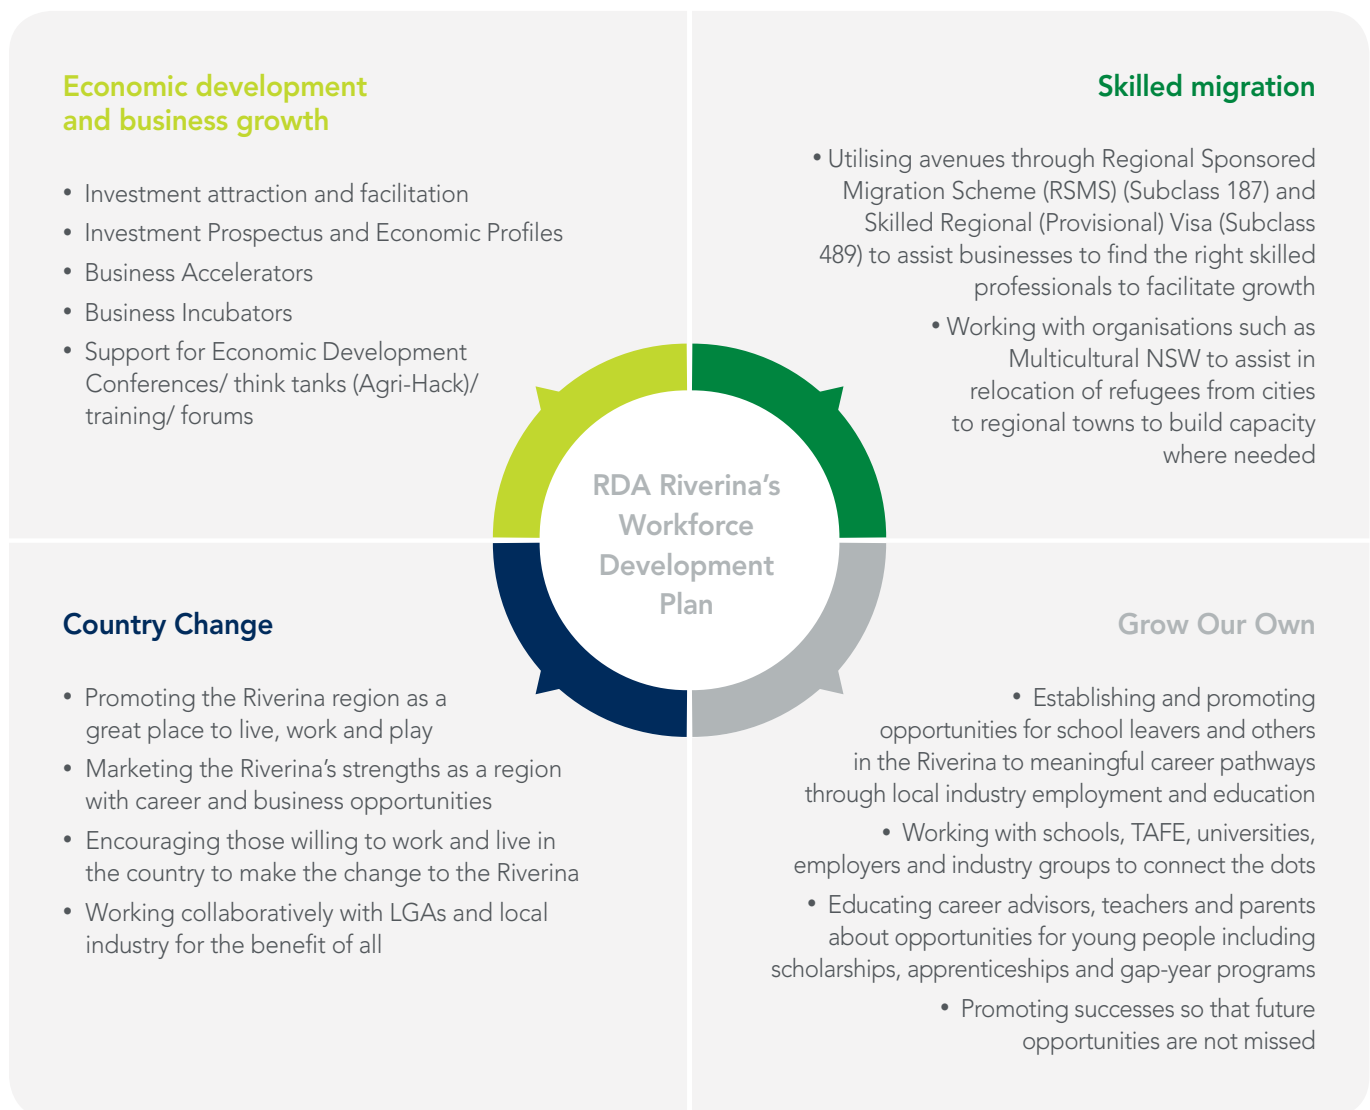 Economic development
and business growth
• Investment attraction and facilitation
• Investment Prospectus and Economic Profiles
• Business Accelerators
• Business Incubators
• Support for Economic Development
Conferences/ think tanks (Agri-Hack)/
training/ forums
Skilled migration
• Utilising avenues through Regional Sponsored
Migration Scheme (RSMS) (Subclass 187) and
Skilled Regional (Provisional) Visa (Subclass
489) to assist businesses to find the right skilled
professionals to facilitate growth
• Working with organisations such as
Multicultural NSW to assist in
relocation of refugees from cities
to regional towns to build capacity
where needed
RDA Riverina’s
Workforce
Development
Plan
Country Change
• Promoting the Riverina region as a
great place to live, work and play
• Marketing the Riverina’s strengths as a region
with career and business opportunities
• Encouraging those willing to work and live in
the country to make the change to the Riverina
• Working collaboratively with LGAs and local
industry for the benefit of all
Grow Our Own
• Establishing and promoting
opportunities for school leavers and others
in the Riverina to meaningful career pathways
through local industry employment and education
• Working with schools, TAFE, universities,
employers and industry groups to connect the dots
• Educating career advisors, teachers and parents
about opportunities for young people including
scholarships, apprenticeships and gap-year programs
• Promoting successes so that future
opportunities are not missed